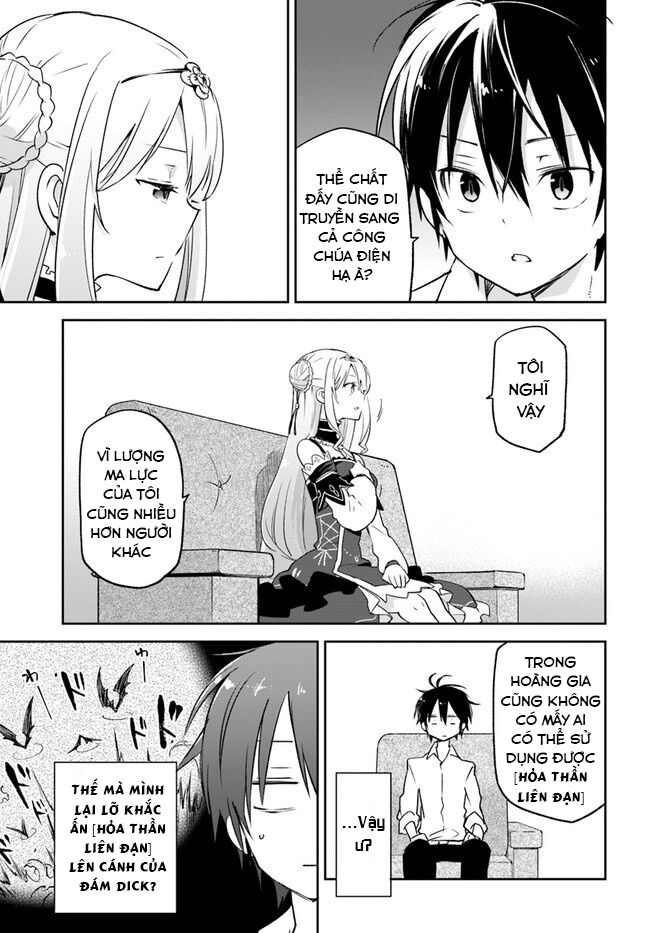 THỂ CHẤT
ĐẤY CŨNG DI
TRUYỀN SANG
CẢ CÔNG
CHÚA ĐIỆN
HẠ À?
TÔI
NGHĨ
VẬY
VÌ LƯỢNG
MA LỰC
CỦA TÔI
CŨNG NHIỀU
HƠN NGƯỜI
KHÁC
TRONG
HOÀNG GIA
CŨNG KHÔNG
CÓ MẤY AI
CÓ THỂ SỬ
DỤNG ĐƯỢC
[HỎA THẦN
LIÊN ĐẠN]
...Vậy
ư?
ドドド
ドドド
THẾ MÀ MÌNH
LẠI LỠ KHẮC
ẤN [HỎA THẦN
LIÊN ĐẠN]
LÊN CÁNH CỦA
ĐÁM DICK?